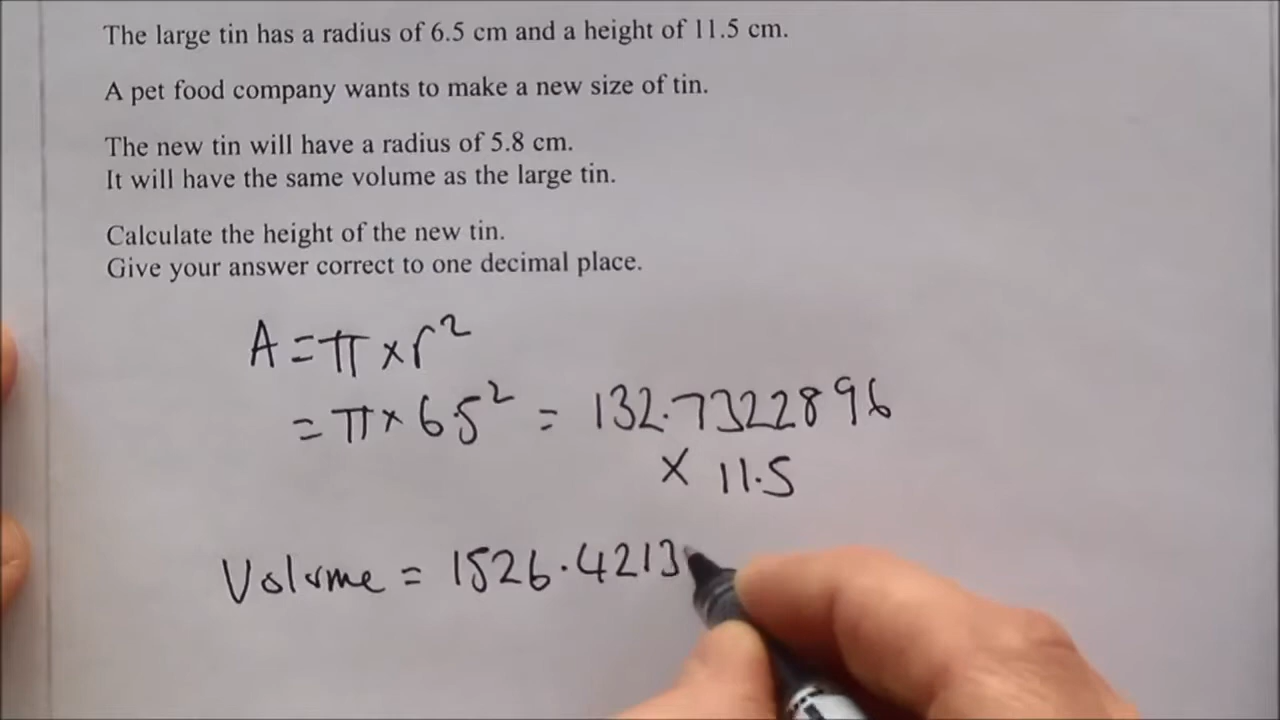 The large tin has a radius of 6.5 cm and a height of 11.5 cm.
A pet food company wants to make a new size of tin.
The new tin will have a radius of 5.8 cm.
It will have the same volume as the large tin.
Calculate the height of the new tin.
Give your answer correct to one decimal place.
A = π × r²
= π × 6.5² = 132.7322896
× 11.5
Volume = 1526.4213